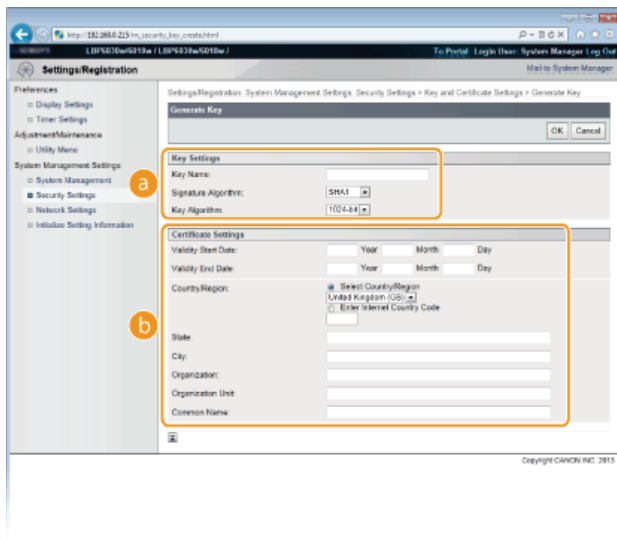 http://192.168.0.215/m_security_key_create.html
LBP6030w/6018w / LBP6030w/6018w /
To Portal Login User: System Manager Log Out
Settings/Registration
Mail to System Manager
Preferences
Display Settings
Timer Settings
Adjustment/Maintenance
Utility Menu
System Management Settings
System Management
Security Settings
Network Settings
Initialize Setting Information
Settings/Registration: System Management Settings: Security Settings > Key and Certificate Settings > Generate Key
Generate Key
OK Cancel
a
Key Settings
Key Name:
Signature Algorithm: SHA1
Key Algorithm: 1024-bit
b
Certificate Settings
Validity Start Date: Year Month Day
Validity End Date: Year Month Day
Country/Region: Select Country/Region
United Kingdom (GB)
Enter Internet Country Code
State:
City:
Organization:
Organization Unit:
Common Name:
Copyright CANON INC. 2013